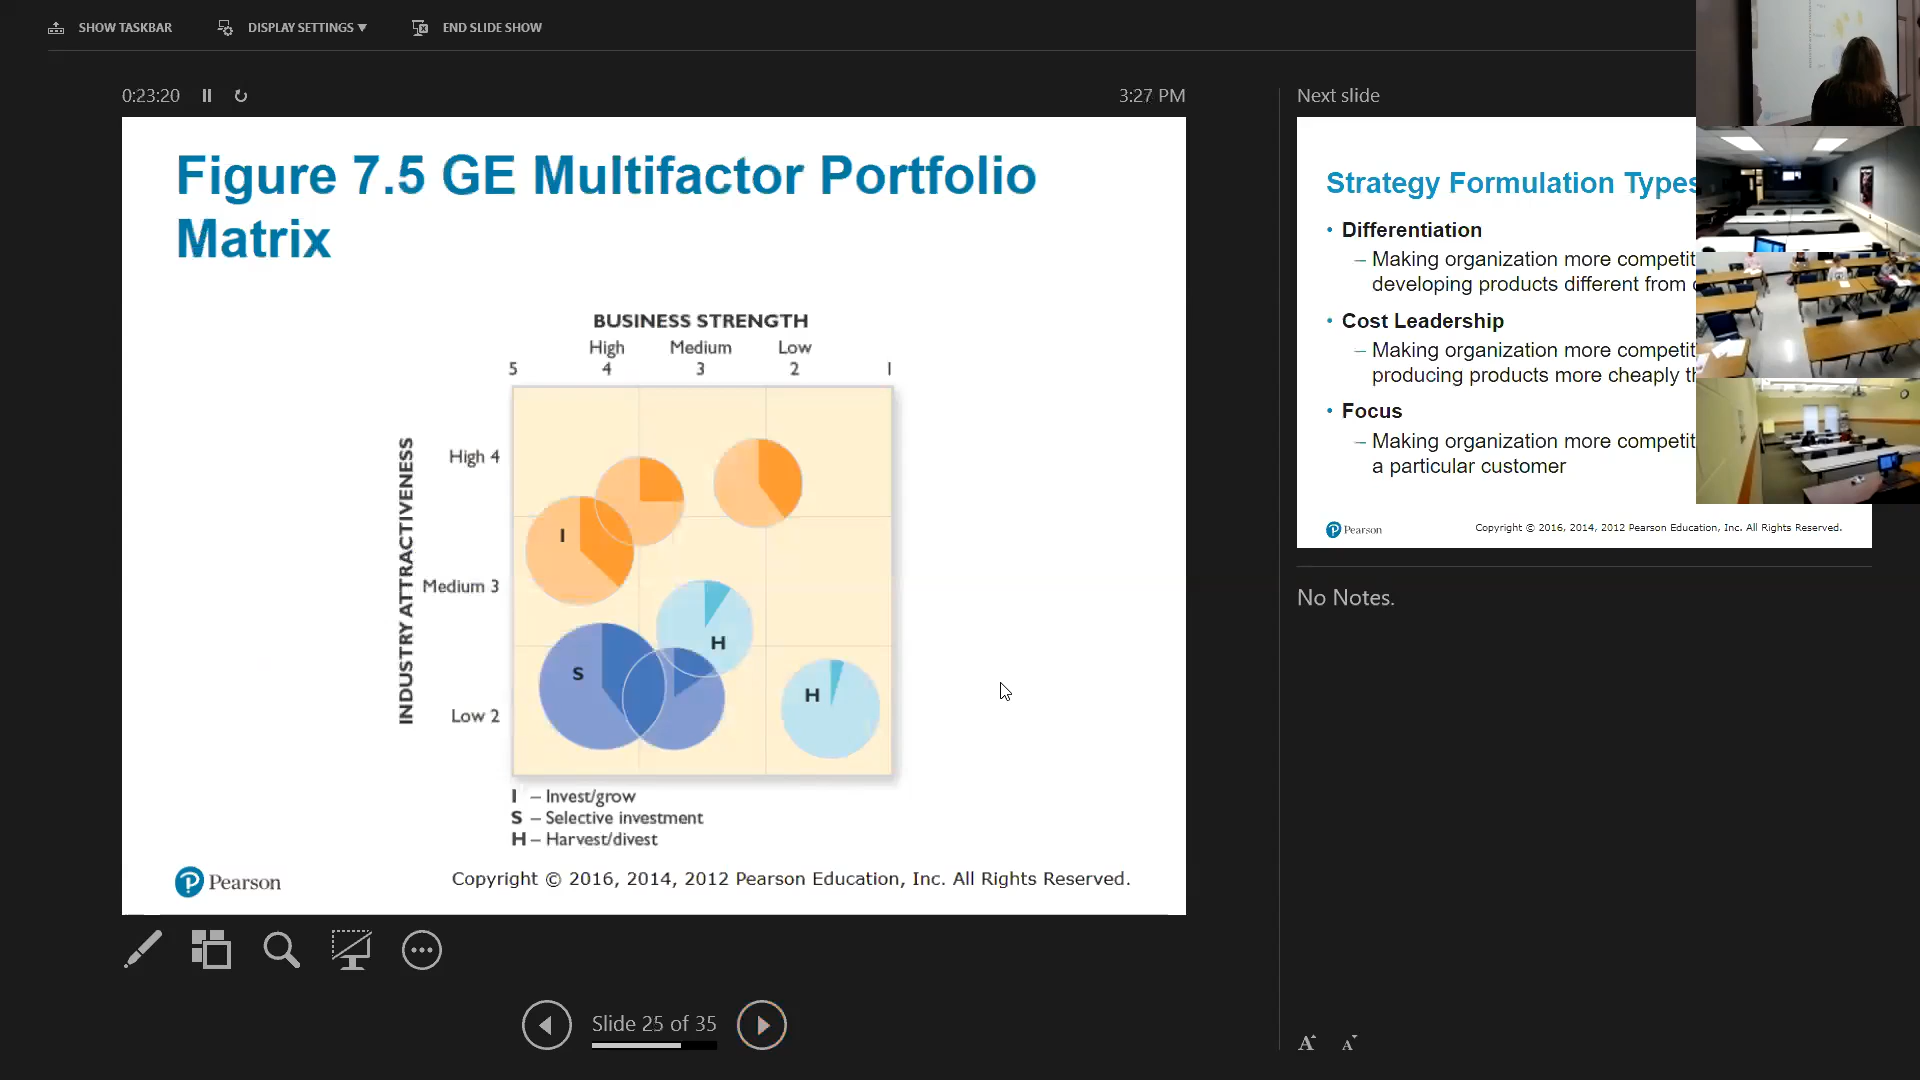 SHOW TASKBAR
DISPLAY SETTINGS ▼
END SLIDE SHOW
0:23:20
3:27 PM
Figure 7.5 GE Multifactor Portfolio
Matrix
BUSINESS STRENGTH
High Medium Low
5 4 3 2 1
INDUSTRY ATTRACTIVENESS
High 4
Medium 3
Low 2
I
H
S
H
I – Invest/grow
S – Selective investment
H – Harvest/divest
Pearson
Copyright © 2016, 2014, 2012 Pearson Education, Inc. All Rights Reserved.
Slide 25 of 35
Next slide
Strategy Formulation Types
• Differentiation
– Making organization more competit
developing products different from
• Cost Leadership
– Making organization more competit
producing products more cheaply th
• Focus
– Making organization more competit
a particular customer
Pearson
Copyright © 2016, 2014, 2012 Pearson Education, Inc. All Rights Reserved.
No Notes.
A A